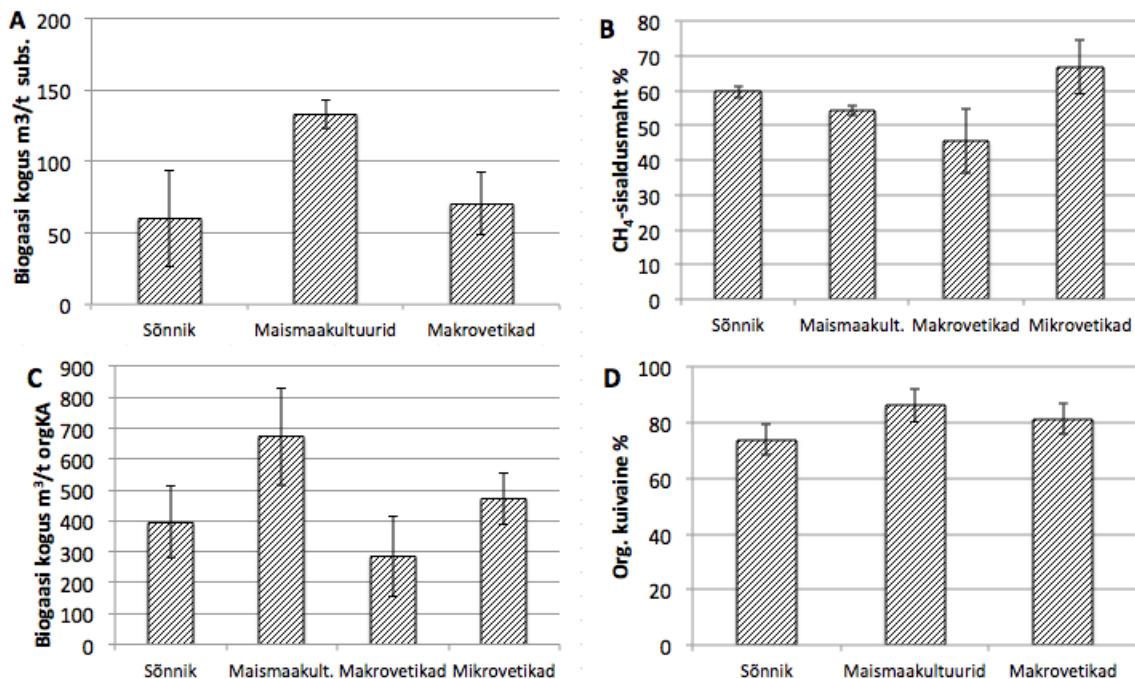 A
Biogaasi kogus m3/t subs.
200
150
100
50
0
Sõnnik Maismaakultuurid Makrovetikad
B
CH₄-sisaldusmaht %
80
70
60
50
40
30
20
10
0
Sõnnik Maismaakult. Makrovetikad Mikrovetikad
C
Biogaasi kogus m³/t orgKA
900
800
700
600
500
400
300
200
100
0
Sõnnik Maismaakult. Makrovetikad Mikrovetikad
D
Org. kuivaine %
100
80
60
40
20
0
Sõnnik Maismaakultuurid Makrovetikad